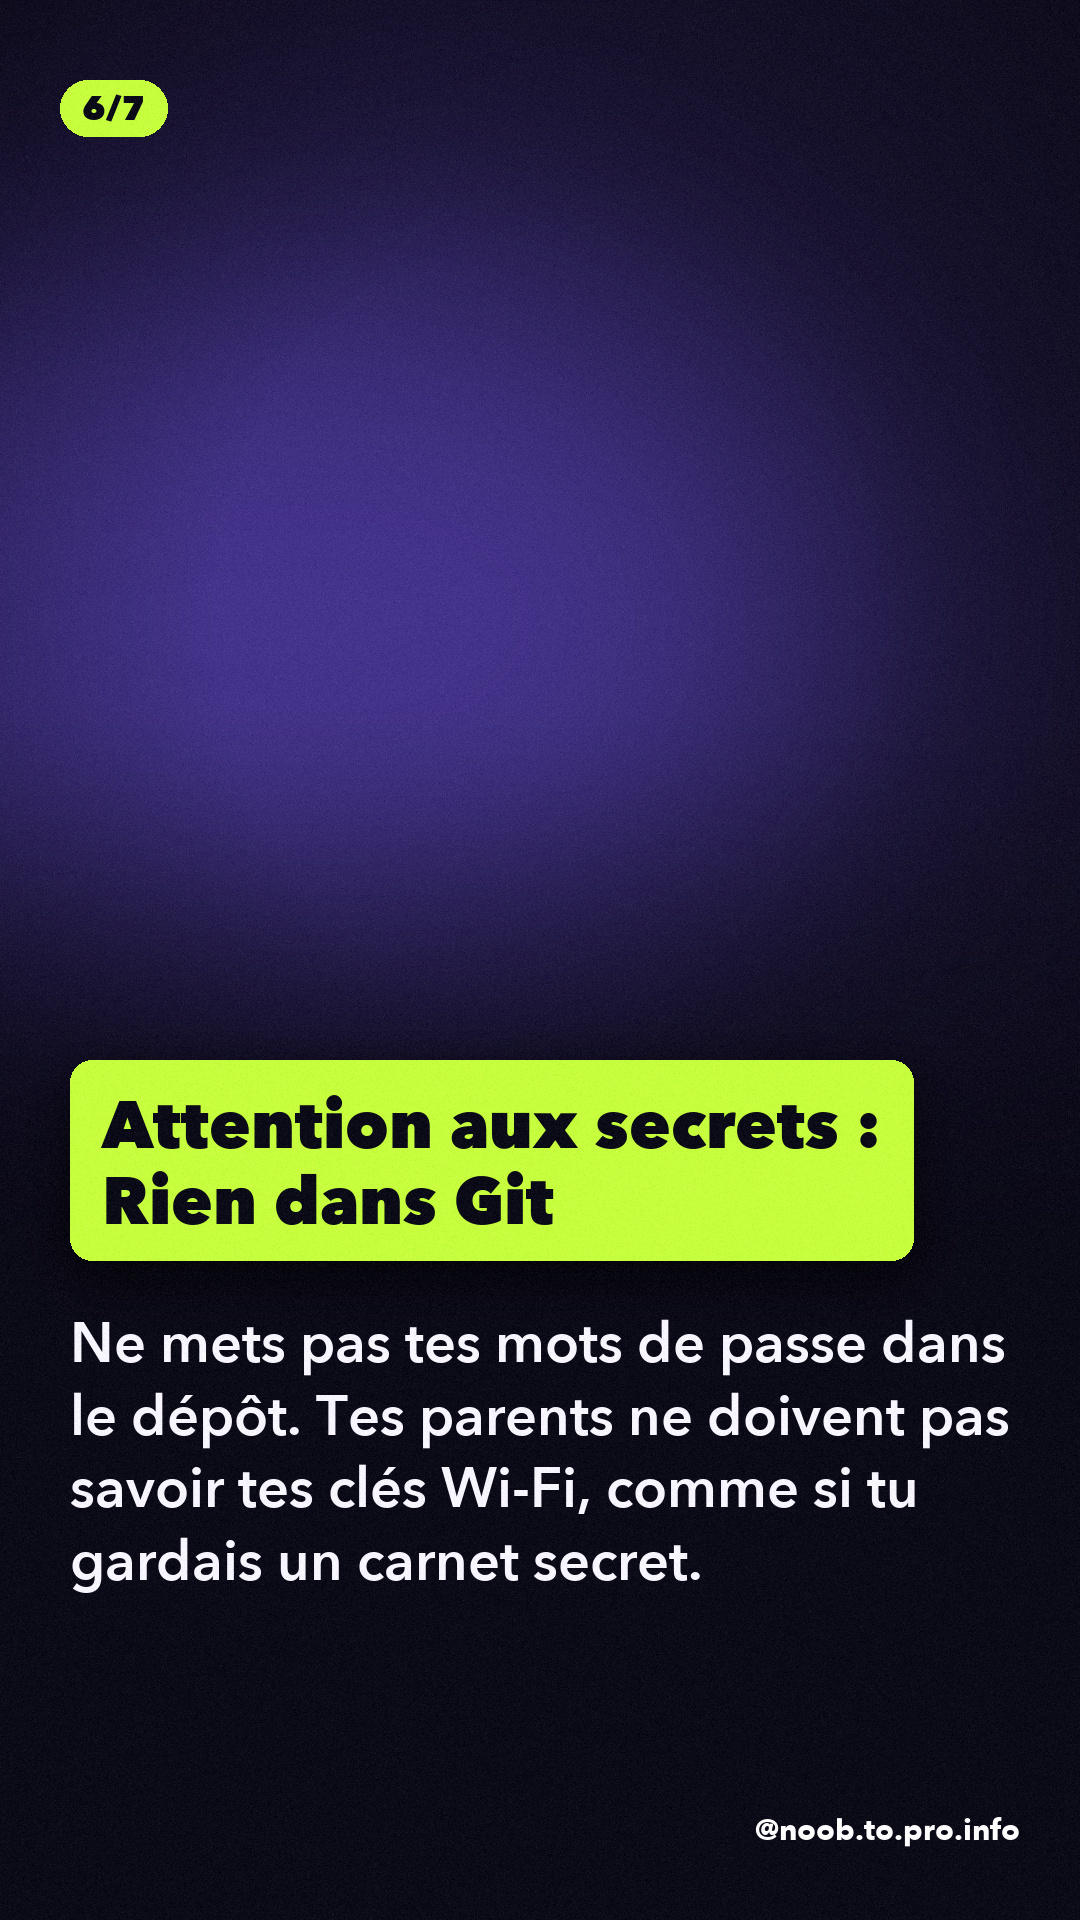 6/7
Attention aux secrets :
Rien dans Git
Ne mets pas tes mots de passe dans
le dépôt. Tes parents ne doivent pas
savoir tes clés Wi-Fi, comme si tu
gardais un carnet secret.
@noob.to.pro.info